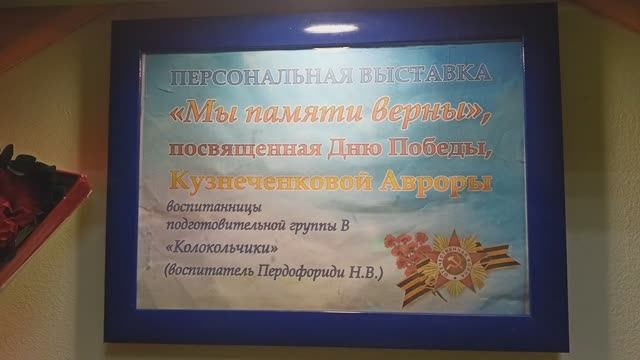 ПЕРСОНАЛЬНАЯ ВЫСТАВКА
«Мы памяти верны»,
посвященная Дню Победы,
Кузнеченковой Авроры
воспитанницы
подготовительной группы В
«Колокольчики»
(воспитатель Пердофориди Н.В.)